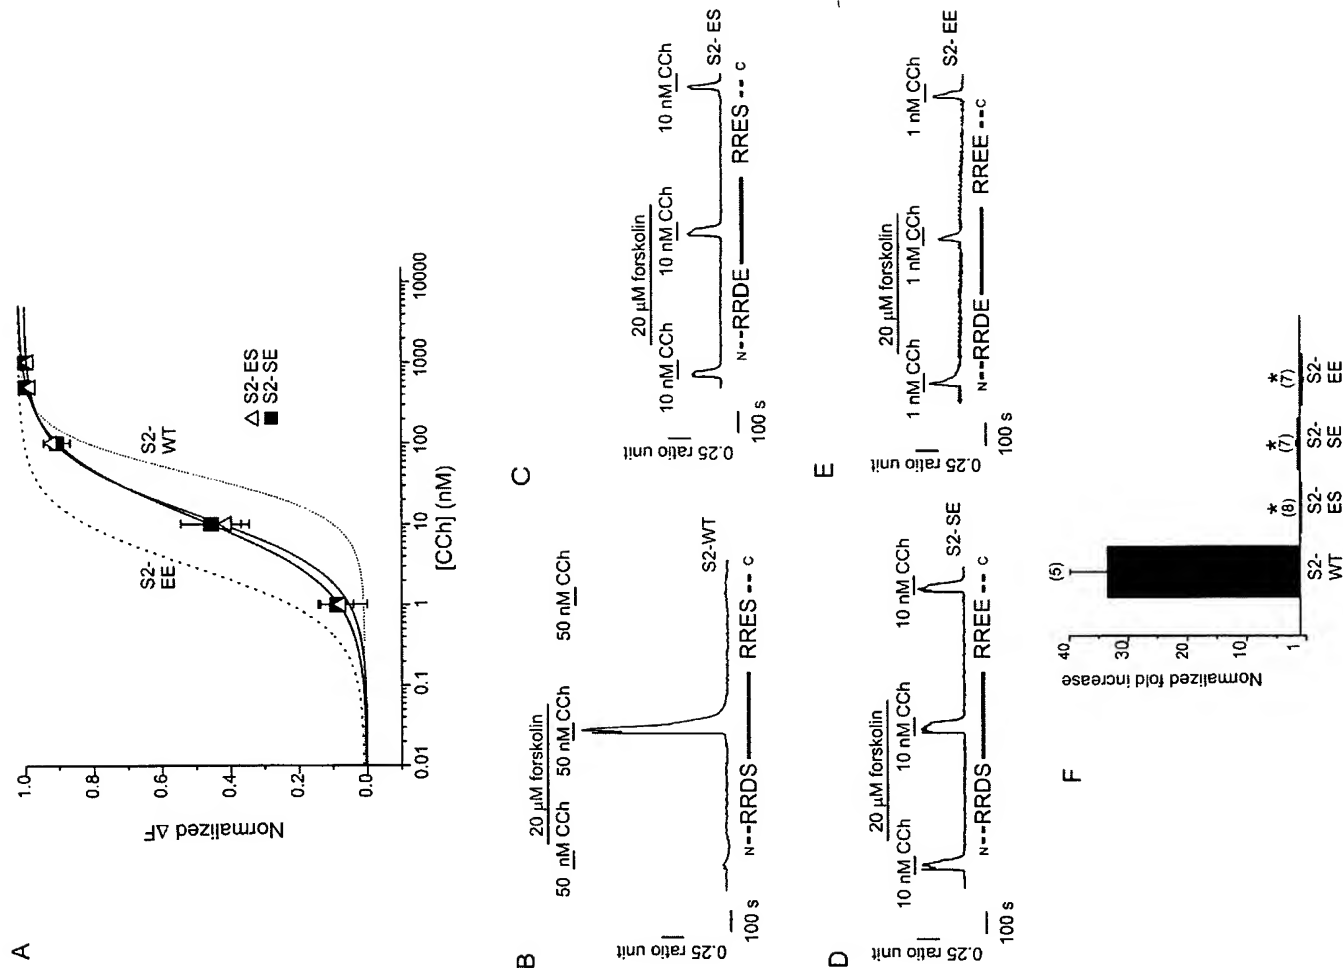 A
Normalized ΔF
1.0
0.8
0.6
0.4
0.2
0.0
S2-
EE
S2-
WT
△ S2-ES
■ S2-SE
0.01 0.1 1 10 100 1000 10000
[CCh] (nM)
B
20 µM forskolin
50 nM CCh 50 nM CCh 50 nM CCh
0.25 ratio unit
100 s
S2-WT
N---RRDS RRES -- C
C
20 µM forskolin
10 nM CCh 10 nM CCh 10 nM CCh
0.25 ratio unit
100 s
S2- ES
N---RRDE RRES -- C
D
20 µM forskolin
10 nM CCh 10 nM CCh 10 nM CCh
0.25 ratio unit
100 s
S2-SE
N---RRDS RREE -- C
E
20 µM forskolin
1 nM CCh 1 nM CCh 1 nM CCh
0.25 ratio unit
100 s
S2- EE
N---RRDE RREE --C
F
Normalized fold increase
40
30
20
10
1
(5)
* * *
(8) (7) (7)
S2- S2- S2- S2-
WT ES SE EE